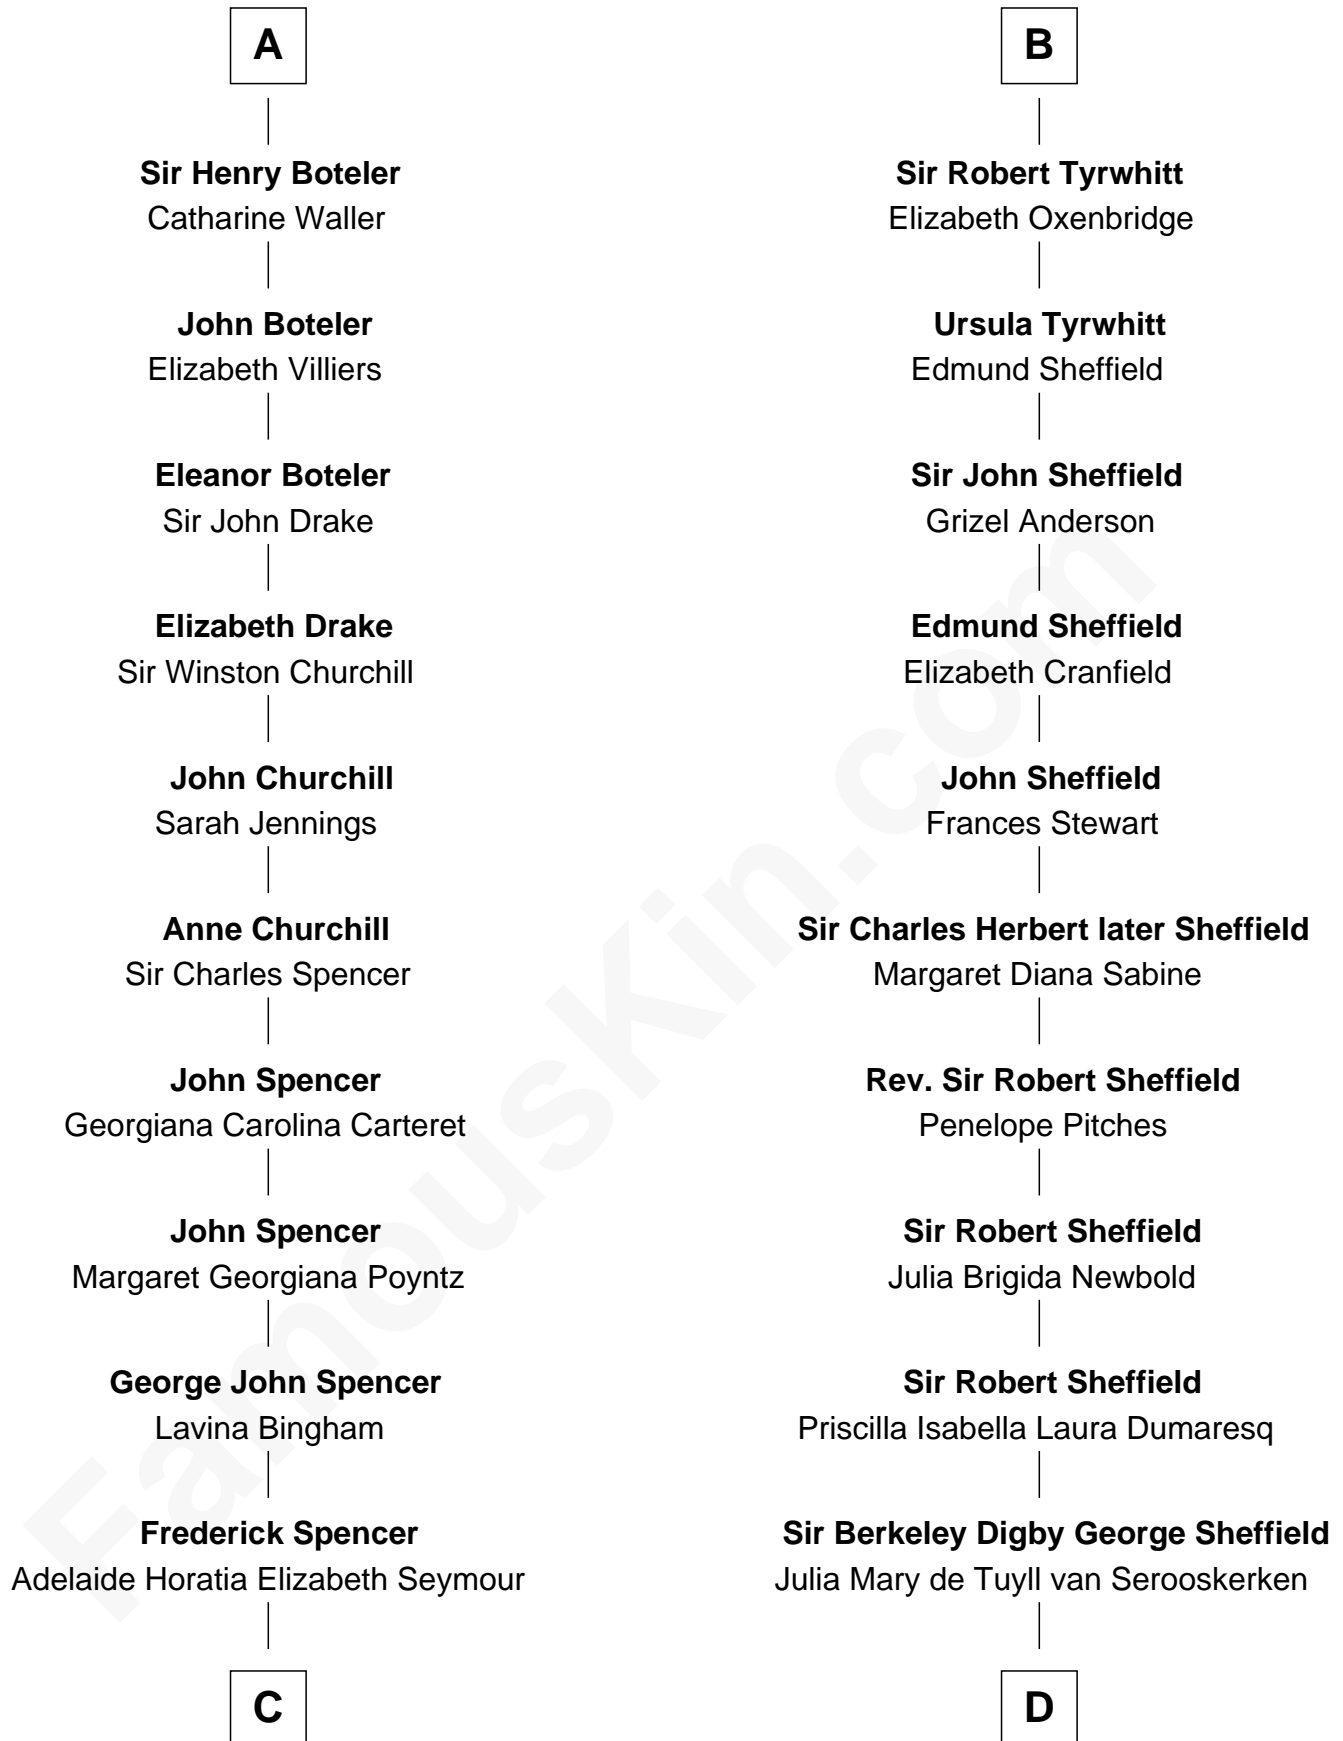 A
Sir Henry Boteler
Catharine Waller
John Boteler
Elizabeth Villiers
Eleanor Boteler
Sir John Drake
Elizabeth Drake
Sir Winston Churchill
John Churchill
Sarah Jennings
Anne Churchill
Sir Charles Spencer
John Spencer
Georgiana Carolina Carteret
John Spencer
Margaret Georgiana Poyntz
George John Spencer
Lavina Bingham
Frederick Spencer
Adelaide Horatia Elizabeth Seymour
C
B
Sir Robert Tyrwhitt
Elizabeth Oxenbridge
Ursula Tyrwhitt
Edmund Sheffield
Sir John Sheffield
Grizel Anderson
Edmund Sheffield
Elizabeth Cranfield
John Sheffield
Frances Stewart
Sir Charles Herbert later Sheffield
Margaret Diana Sabine
Rev. Sir Robert Sheffield
Penelope Pitches
Sir Robert Sheffield
Julia Brigida Newbold
Sir Robert Sheffield
Priscilla Isabella Laura Dumaresq
Sir Berkeley Digby George Sheffield
Julia Mary de Tuyll van Serooskerken
D
FamousKin.com